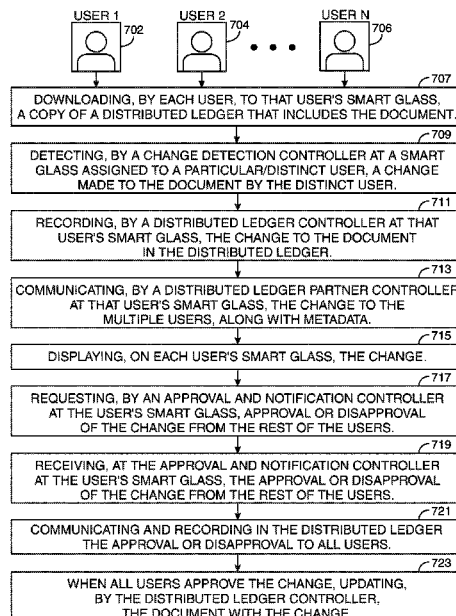 USER 1
USER 2
USER N
702
704
706
707
DOWNLOADING, BY EACH USER, TO THAT USER'S SMART GLASS,
A COPY OF A DISTRIBUTED LEDGER THAT INCLUDES THE DOCUMENT.
709
DETECTING, BY A CHANGE DETECTION CONTROLLER AT A SMART
GLASS ASSIGNED TO A PARTICULAR/DISTINCT USER, A CHANGE
MADE TO THE DOCUMENT BY THE DISTINCT USER.
711
RECORDING, BY A DISTRIBUTED LEDGER CONTROLLER AT THAT
USER'S SMART GLASS, THE CHANGE TO THE DOCUMENT
IN THE DISTRIBUTED LEDGER.
713
COMMUNICATING, BY A DISTRIBUTED LEDGER PARTNER CONTROLLER
AT THAT USER'S SMART GLASS, THE CHANGE TO THE
MULTIPLE USERS, ALONG WITH METADATA.
715
DISPLAYING, ON EACH USER'S SMART GLASS, THE CHANGE.
717
REQUESTING, BY AN APPROVAL AND NOTIFICATION CONTROLLER
AT THE USER'S SMART GLASS, APPROVAL OR DISAPPROVAL
OF THE CHANGE FROM THE REST OF THE USERS.
719
RECEIVING, AT THE APPROVAL AND NOTIFICATION CONTROLLER
AT THE USER'S SMART GLASS, THE APPROVAL OR DISAPPROVAL
OF THE CHANGE FROM THE REST OF THE USERS.
721
COMMUNICATING AND RECORDING IN THE DISTRIBUTED LEDGER
THE APPROVAL OR DISAPPROVAL TO ALL USERS.
723
WHEN ALL USERS APPROVE THE CHANGE, UPDATING,
BY THE DISTRIBUTED LEDGER CONTROLLER,
THE DOCUMENT WITH THE CHANGE